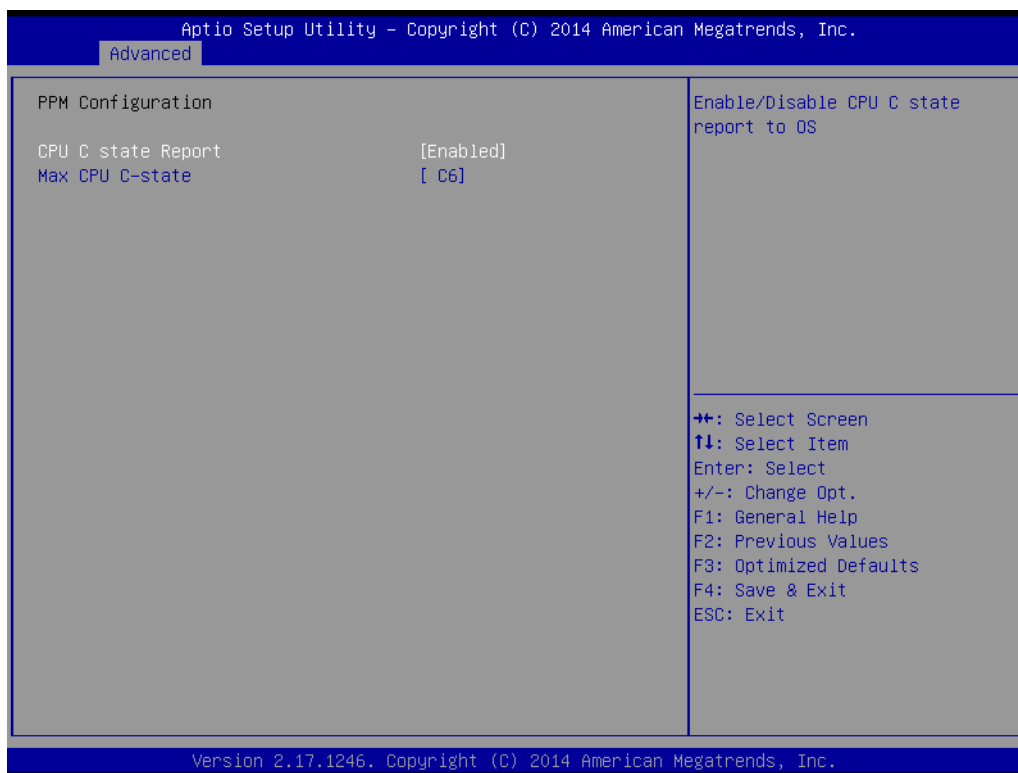 Aptio Setup Utility – Copyright (C) 2014 American Megatrends, Inc.
Advanced
PPM Configuration
CPU C state Report [Enabled]
Max CPU C-state [ C6]
Enable/Disable CPU C state
report to OS
→←: Select Screen
↑↓: Select Item
Enter: Select
+/-: Change Opt.
F1: General Help
F2: Previous Values
F3: Optimized Defaults
F4: Save & Exit
ESC: Exit
Version 2.17.1246. Copyright (C) 2014 American Megatrends, Inc.